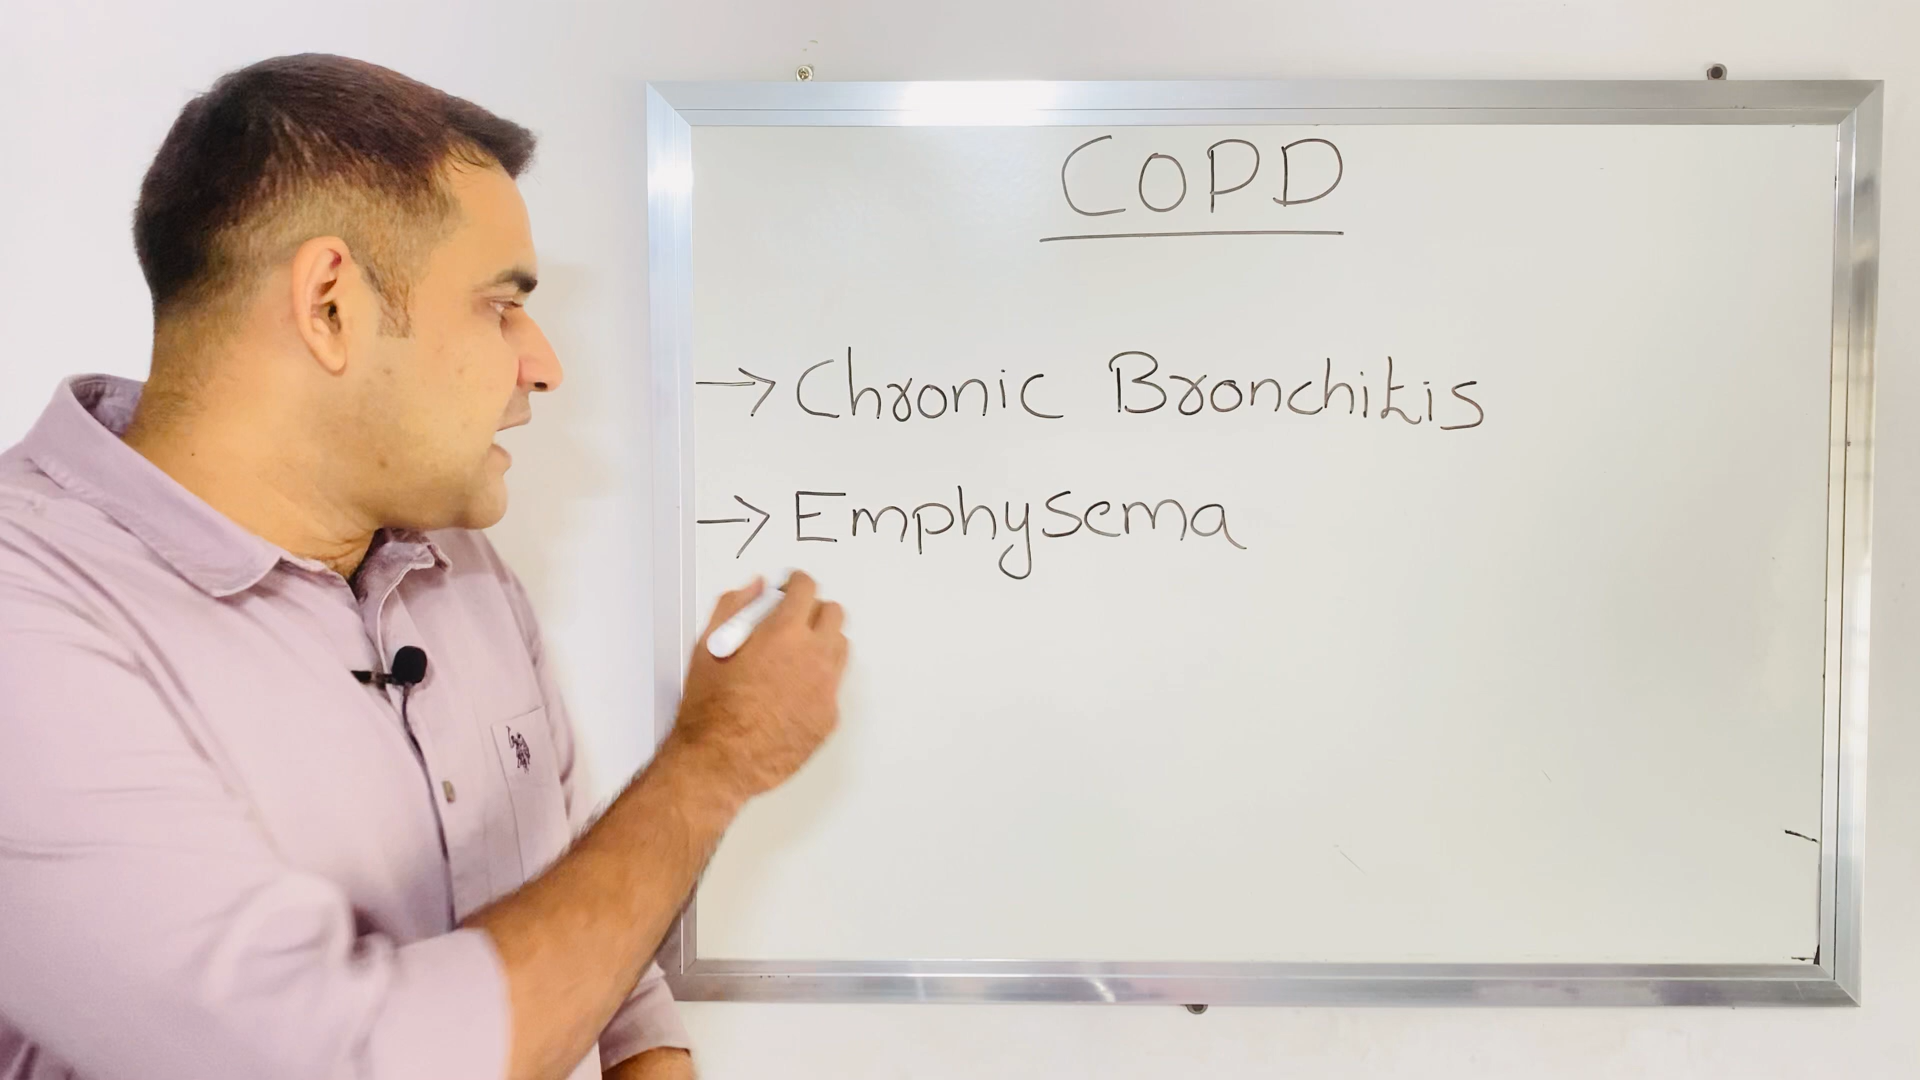 COPD
→ Chronic Bronchitis
→ Emphysema